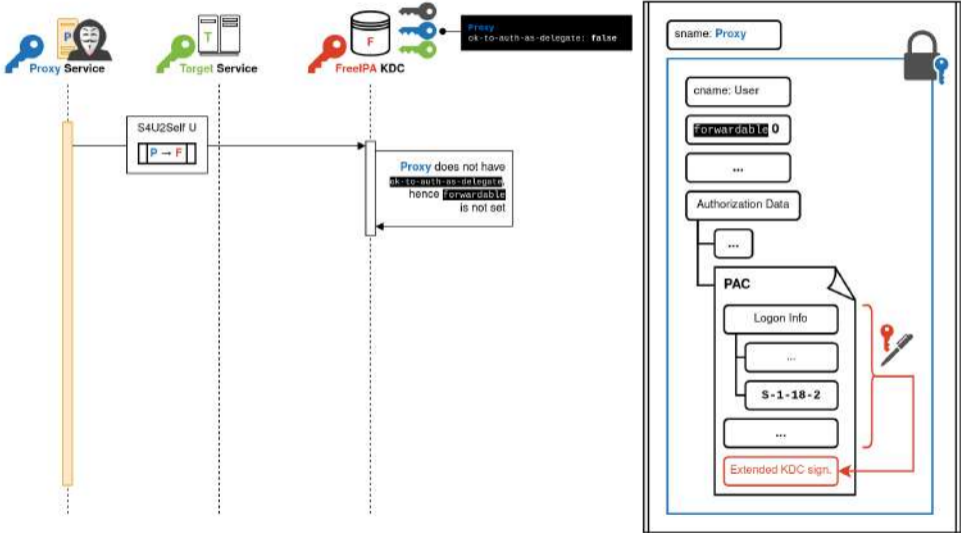 P
T
F
Proxy
ok-to-auth-as-delegate: false
Proxy Service
Target Service
FreeIPA KDC
S4U2Self U
P → F
Proxy does not have
ok-to-auth-as-delegate
hence forwardable
is not set
sname: Proxy
cname: User
forwardable 0
...
Authorization Data
...
PAC
Logon Info
...
S-1-18-2
...
Extended KDC sign.